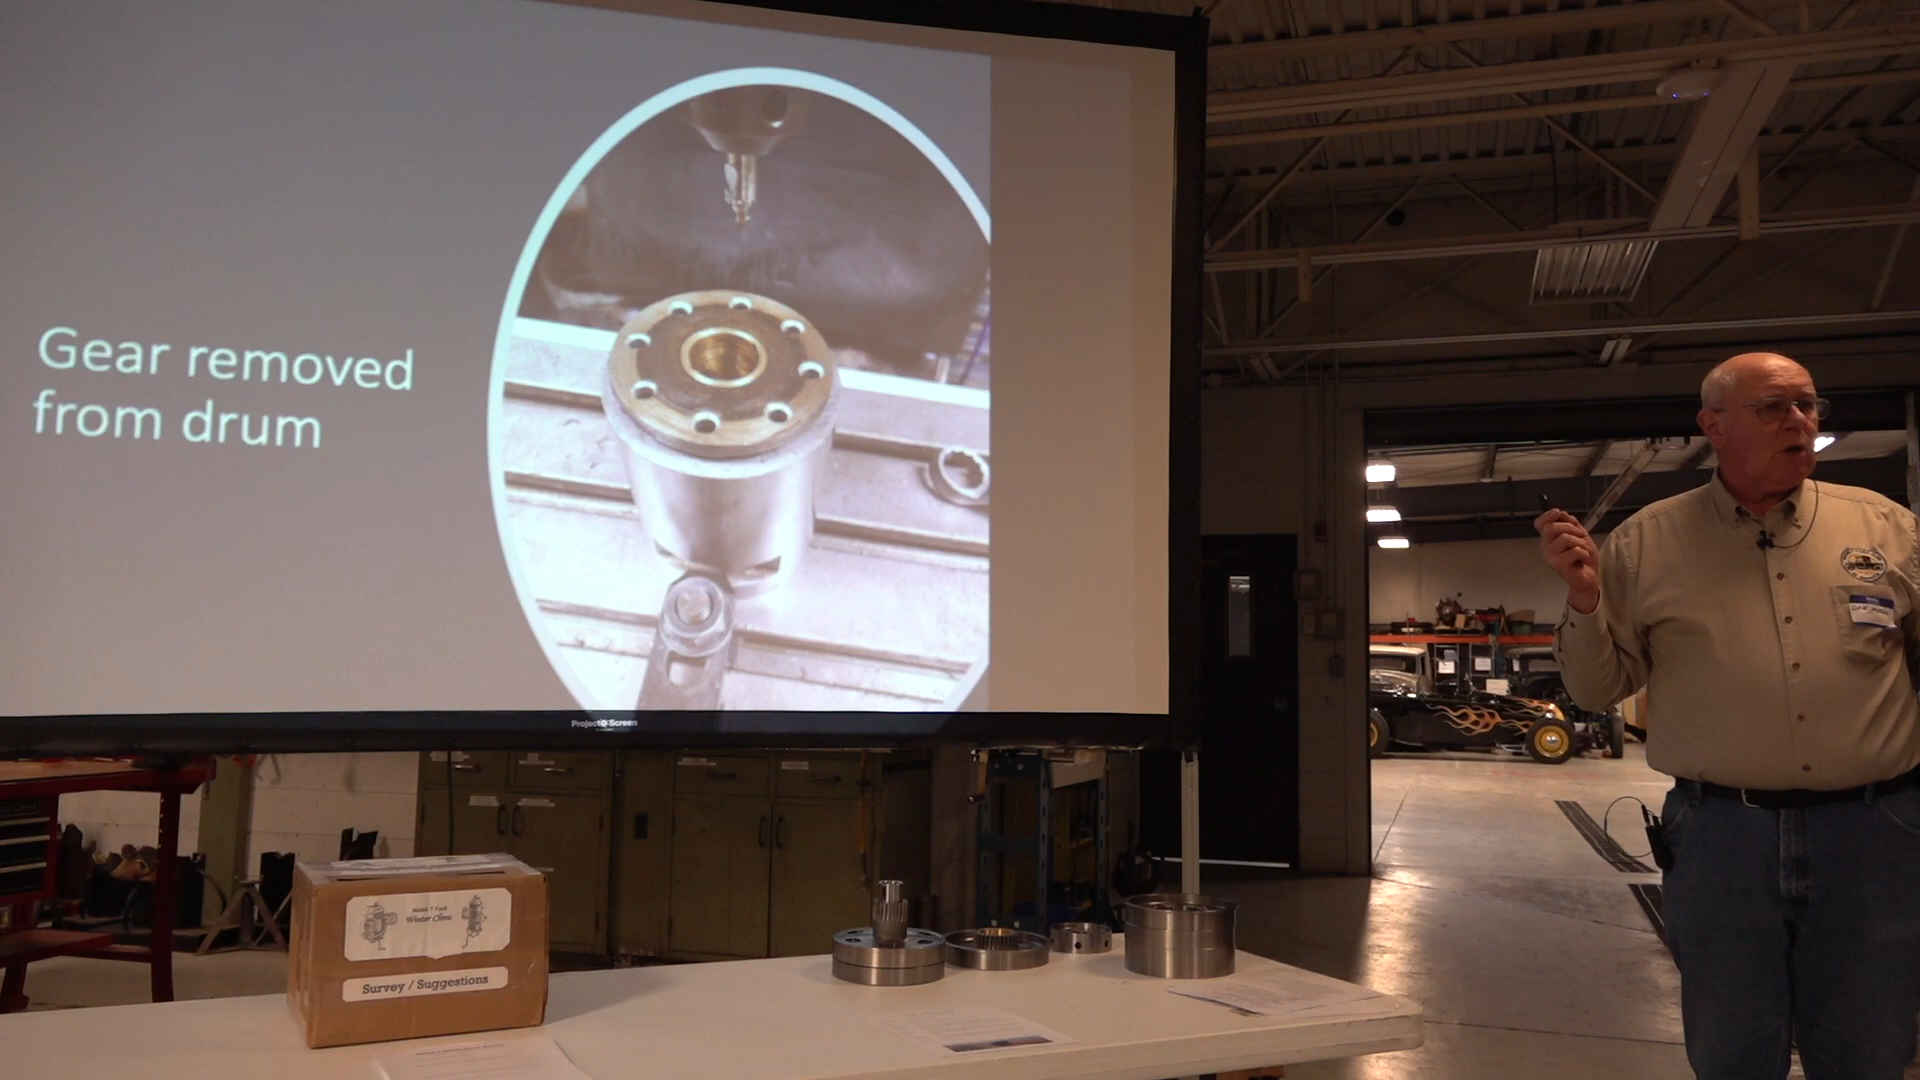 Gear removed
from drum
Project Screen
Model T Ford
Winter Clinic
Survey / Suggestions